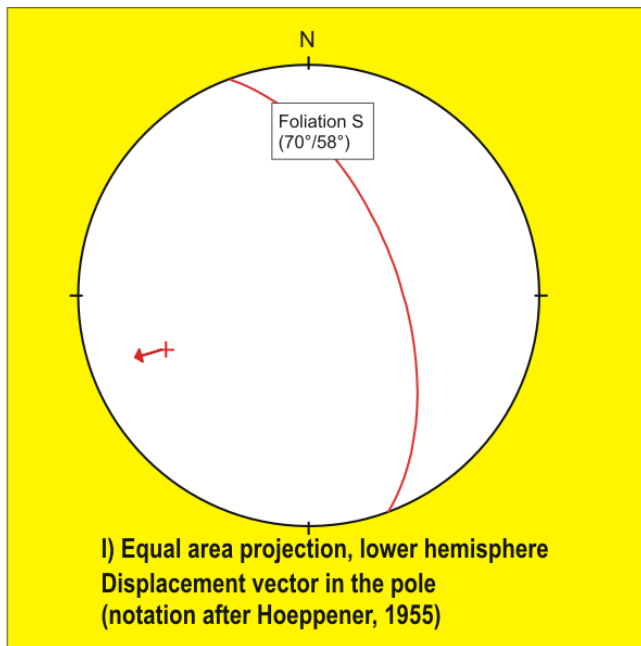 N
Foliation S
(70°/58°)
I) Equal area projection, lower hemisphere
Displacement vector in the pole
(notation after Hoeppener, 1955)